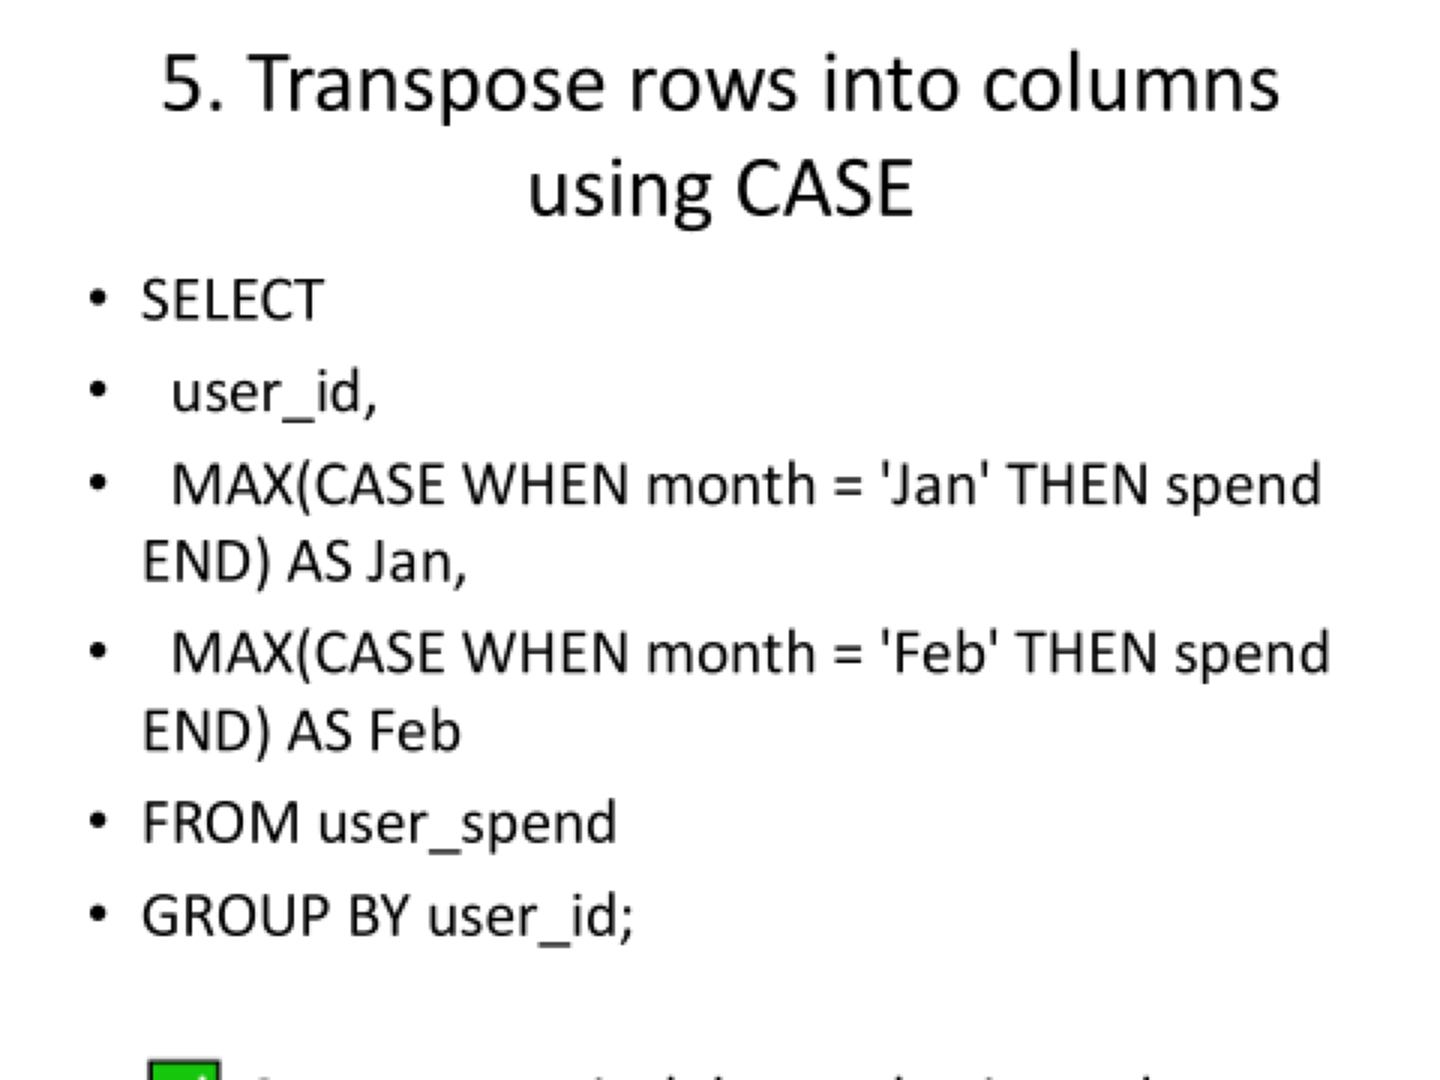 5. Transpose rows into columns
using CASE
• SELECT
•   user_id,
•   MAX(CASE WHEN month = 'Jan' THEN spend
END) AS Jan,
•   MAX(CASE WHEN month = 'Feb' THEN spend
END) AS Feb
• FROM user_spend
• GROUP BY user_id;